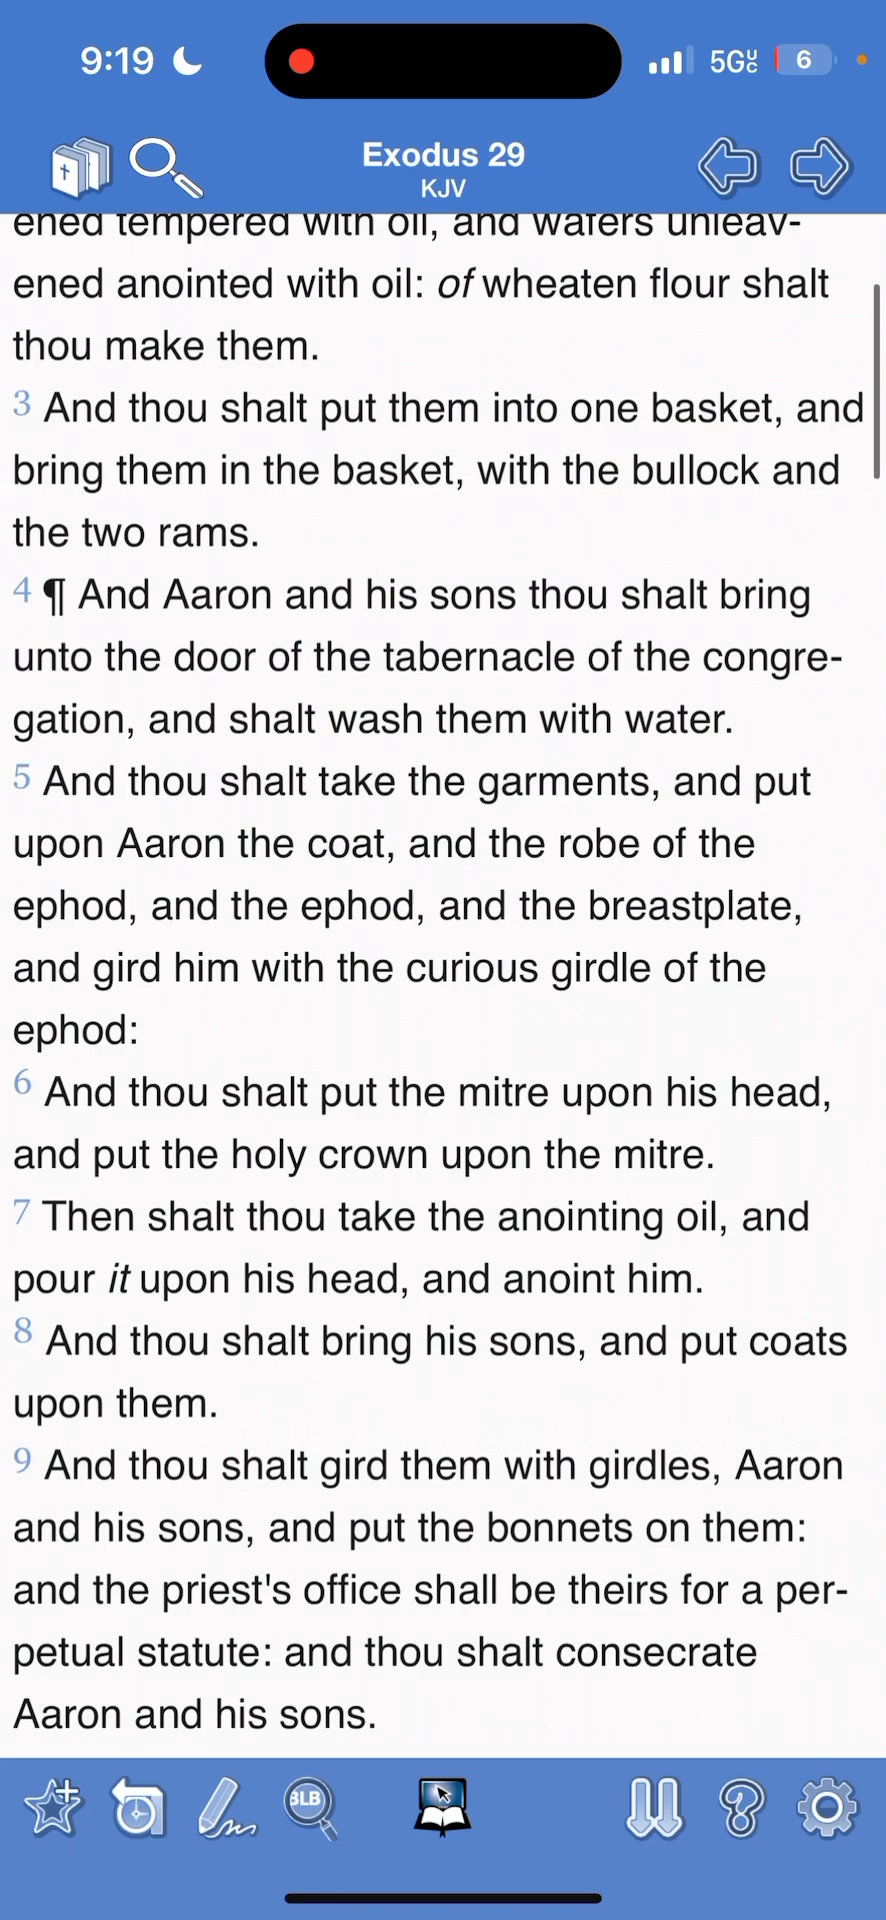 9:19
5GUC
6
Exodus 29
KJV
ened tempered with oil, and wafers unleav-
ened anointed with oil: of wheaten flour shalt
thou make them.
3 And thou shalt put them into one basket, and
bring them in the basket, with the bullock and
the two rams.
4 ¶ And Aaron and his sons thou shalt bring
unto the door of the tabernacle of the congre-
gation, and shalt wash them with water.
5 And thou shalt take the garments, and put
upon Aaron the coat, and the robe of the
ephod, and the ephod, and the breastplate,
and gird him with the curious girdle of the
ephod:
6 And thou shalt put the mitre upon his head,
and put the holy crown upon the mitre.
7 Then shalt thou take the anointing oil, and
pour it upon his head, and anoint him.
8 And thou shalt bring his sons, and put coats
upon them.
9 And thou shalt gird them with girdles, Aaron
and his sons, and put the bonnets on them:
and the priest's office shall be theirs for a per-
petual statute: and thou shalt consecrate
Aaron and his sons.
BLB